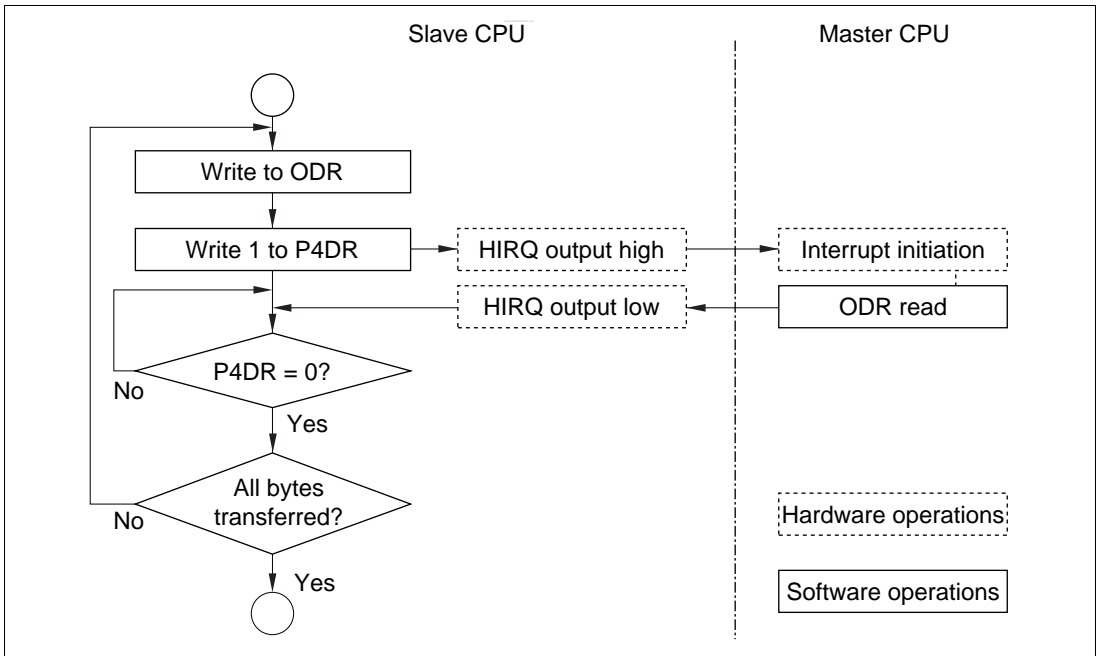 Slave CPU
Master CPU
Write to ODR
Write 1 to P4DR
HIRQ output high
Interrupt initiation
HIRQ output low
ODR read
P4DR = 0?
No
Yes
All bytes
transferred?
No
Yes
Hardware operations
Software operations